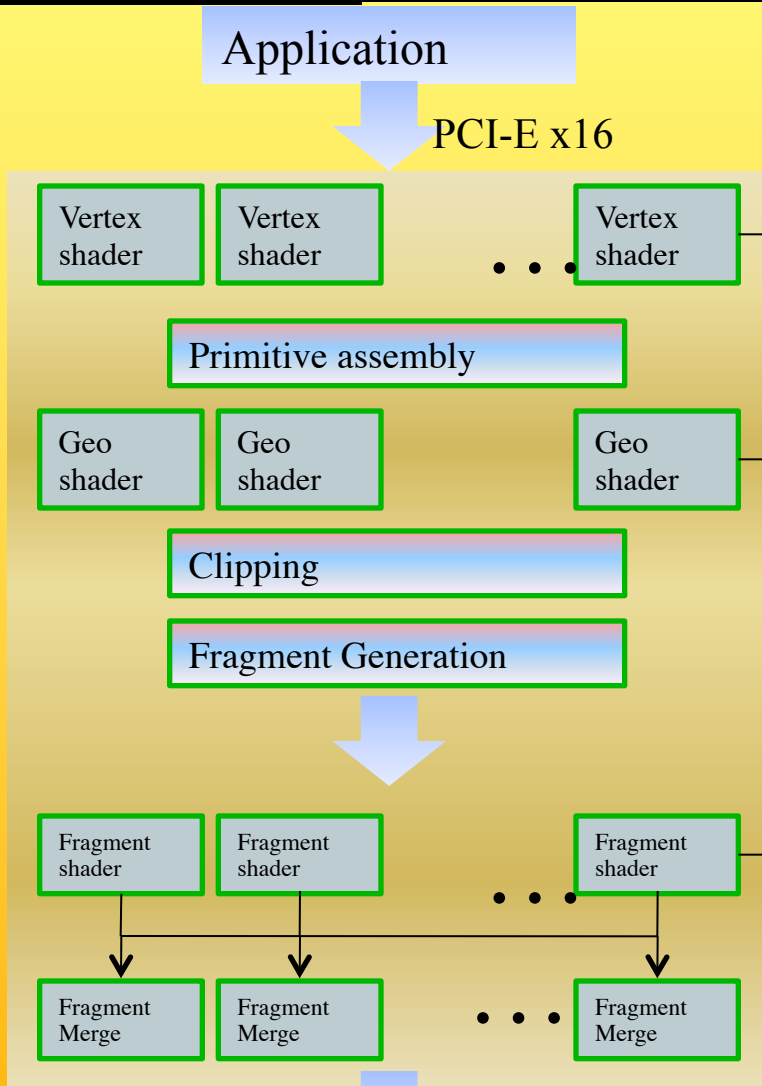 Application
PCI-E x16
Vertex
shader
Vertex
shader
. . .
Vertex
shader
Primitive assembly
Geo
shader
Geo
shader
Geo
shader
Clipping
Fragment Generation
Fragment
shader
Fragment
shader
. . .
Fragment
shader
Fragment
Merge
Fragment
Merge
. . .
Fragment
Merge